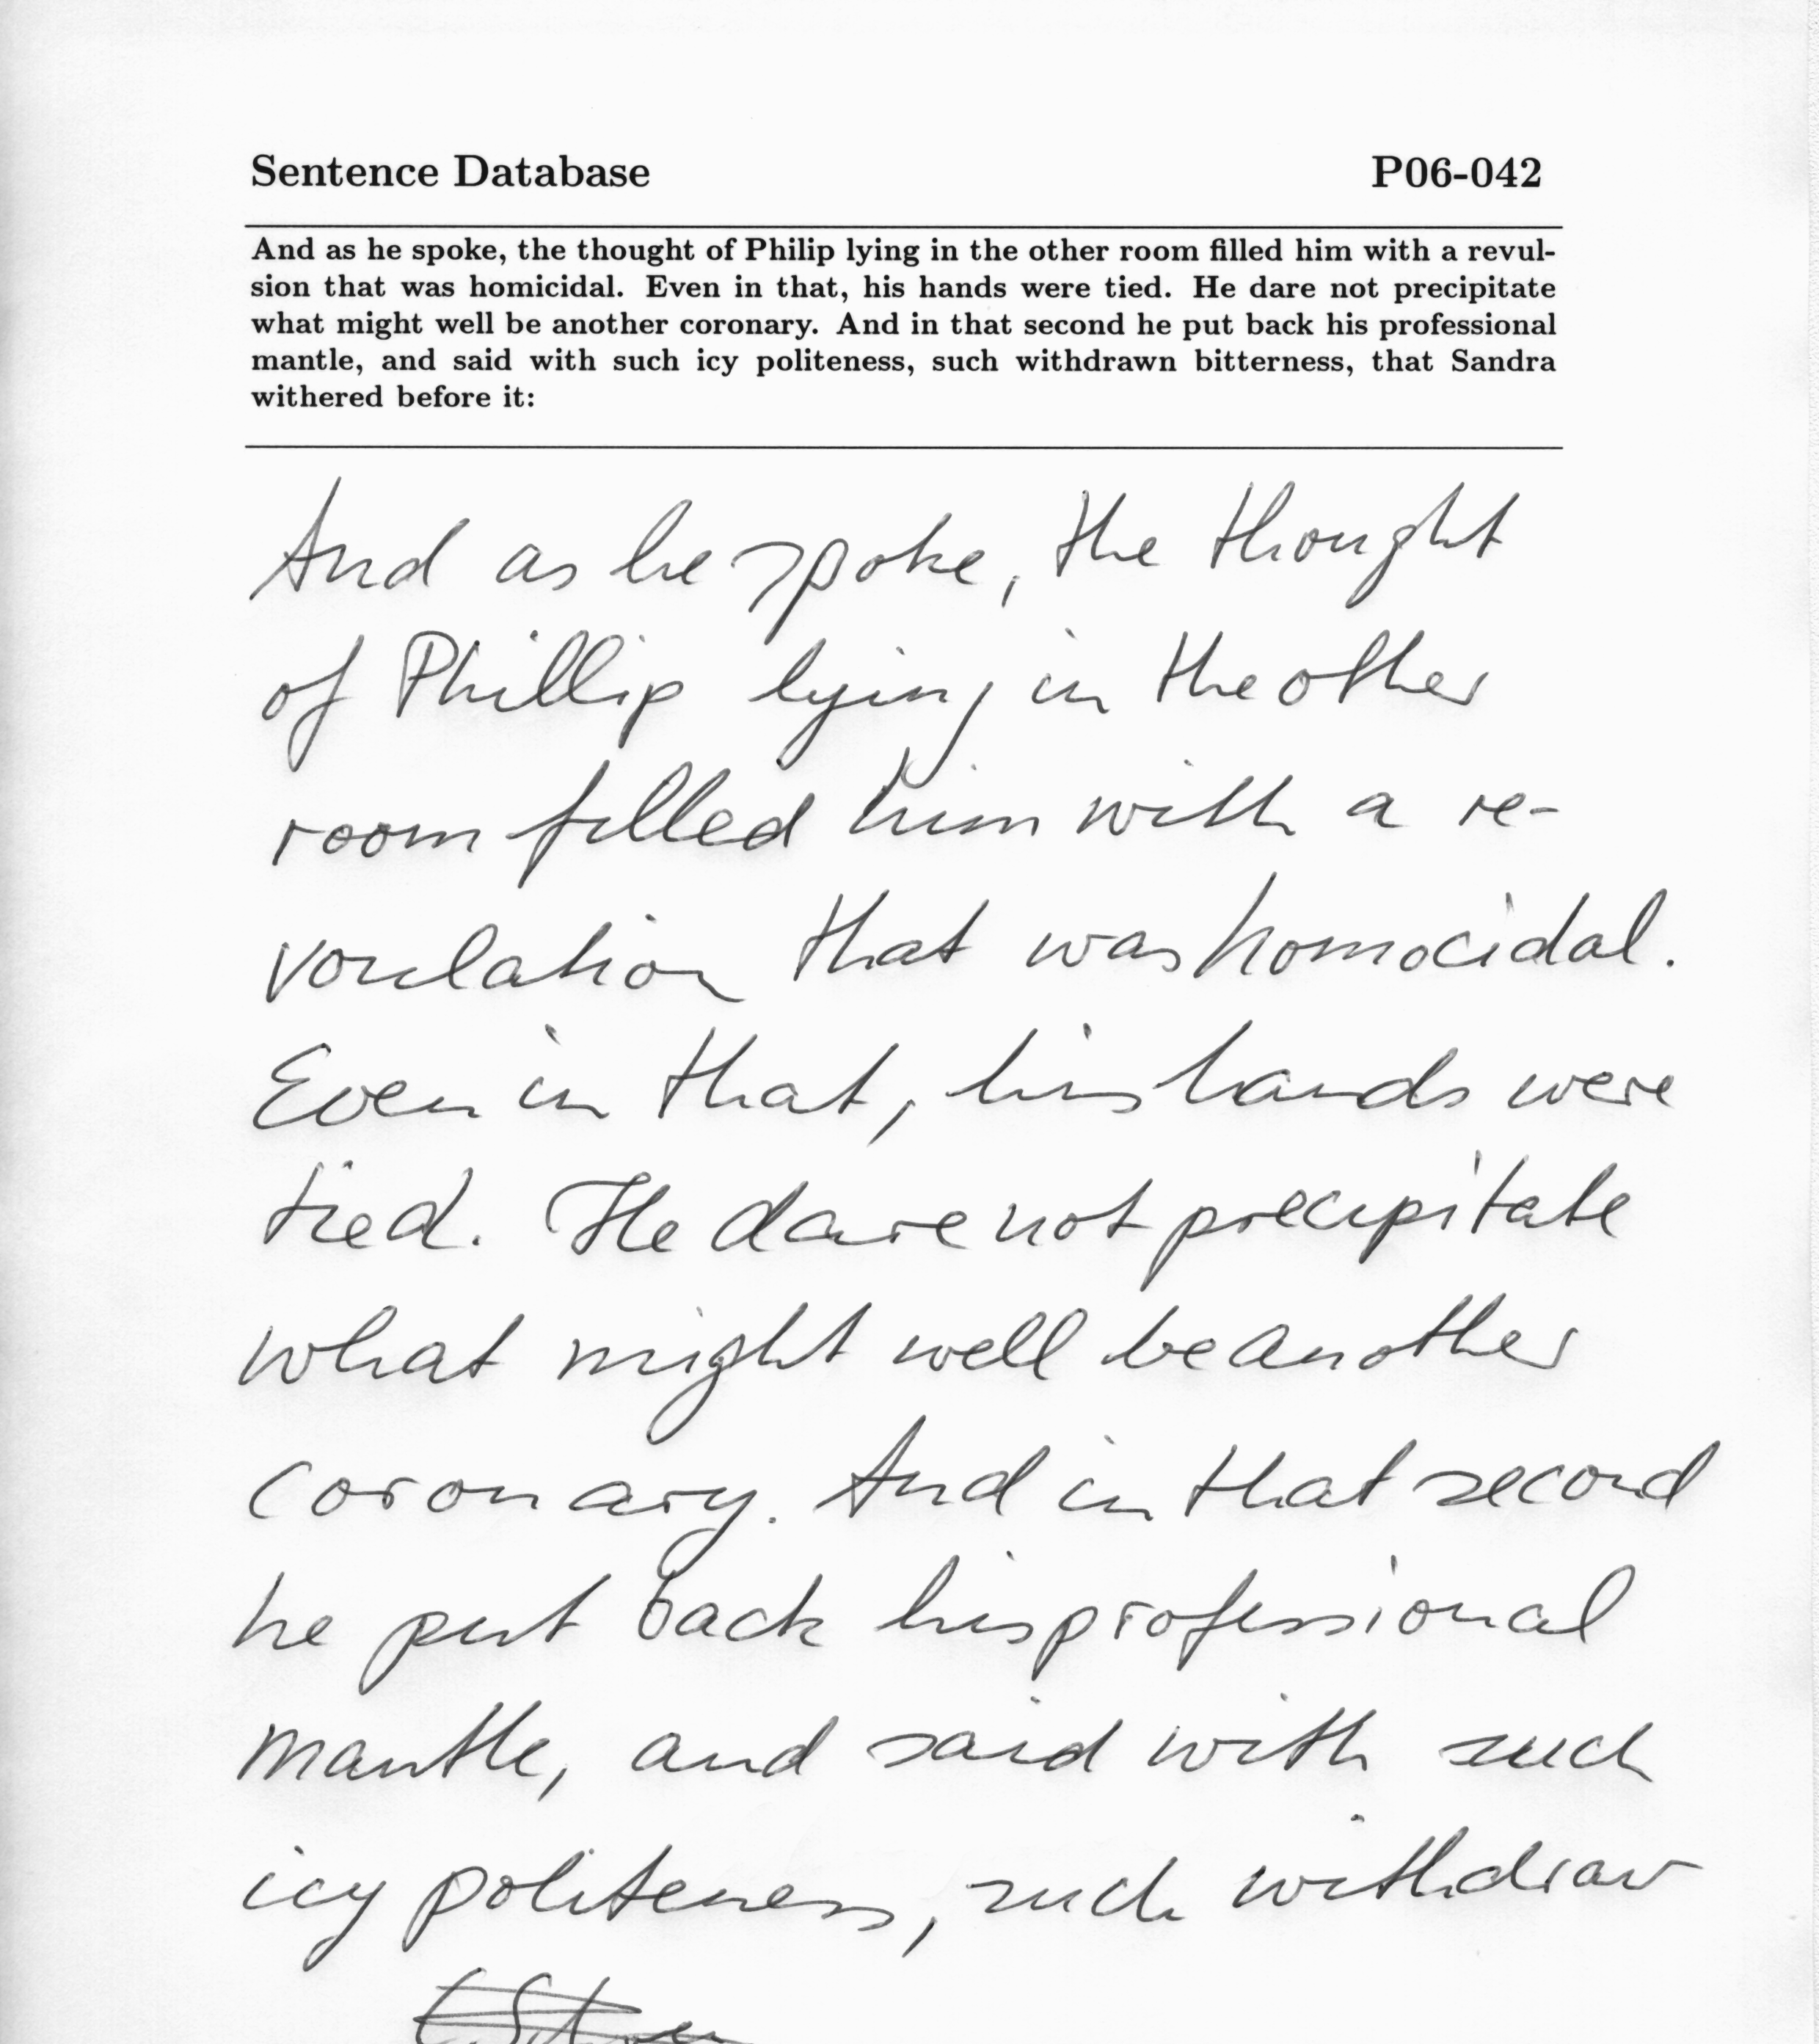 Sentence Database P06-042
And as he spoke, the thought of Philip lying in the other room filled him with a revul-
sion that was homicidal. Even in that, his hands were tied. He dare not precipitate
what might well be another coronary. And in that second he put back his professional
mantle, and said with such icy politeness, such withdrawn bitterness, that Sandra
withered before it:
And as he spoke, the thought
of Phillip lying in the other
room filled him with a re-
voulation that was homocidal.
Even in that, his hands were
tied. He dare not precipitate
what might well be another
coronary. And in that second
he put back his professional
mantle, and said with such
icy politeness, such withdraw